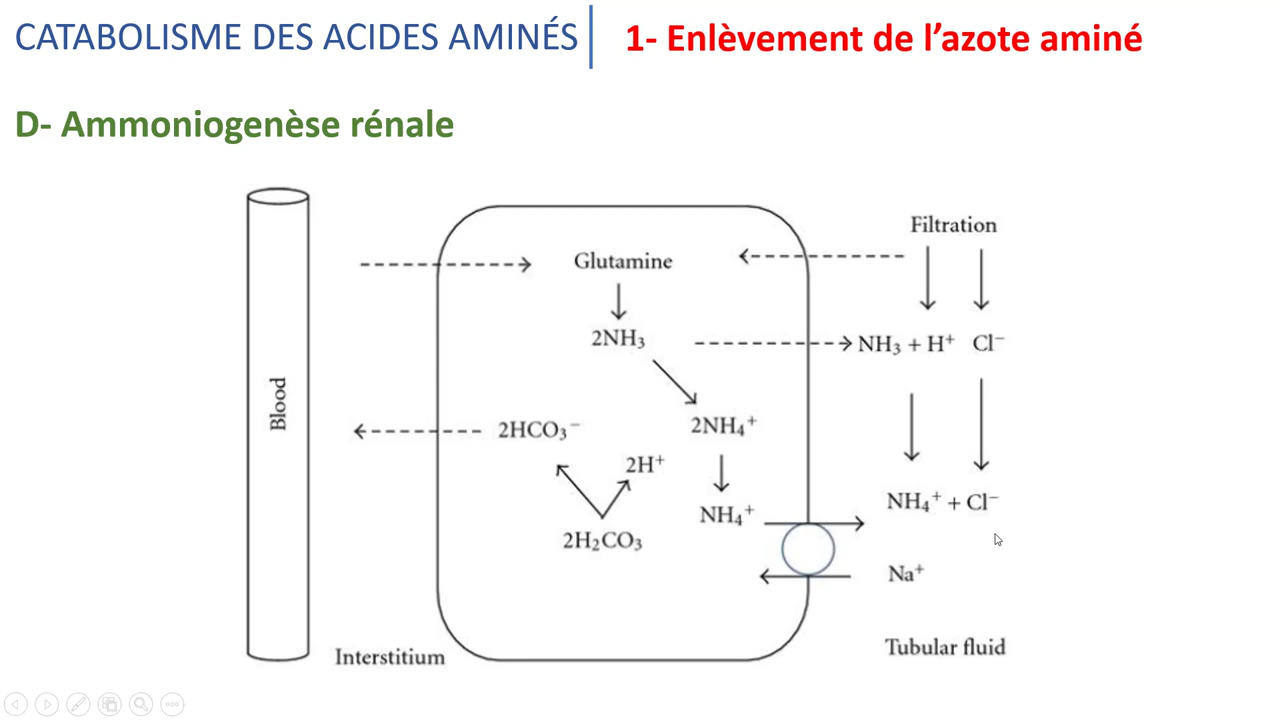 CATABOLISME DES ACIDES AMINÉS
1- Enlèvement de l’azote aminé
D- Ammoniogenèse rénale
Filtration
Glutamine
2NH₃
NH₃ + H⁺ Cl⁻
Blood
2HCO₃⁻
2NH₄⁺
2H⁺
NH₄⁺
NH₄⁺ + Cl⁻
2H₂CO₃
Na⁺
Interstitium
Tubular fluid